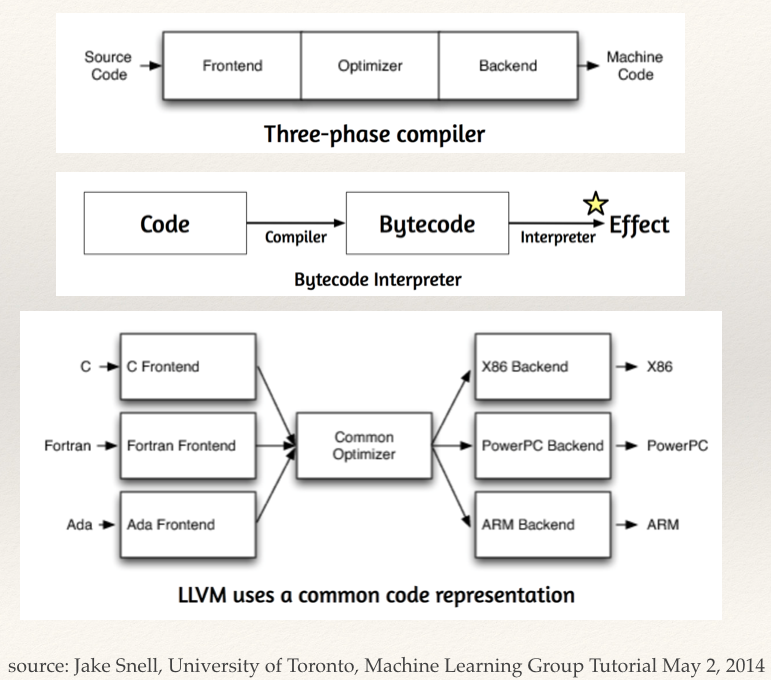 Source
Code
Frontend
Optimizer
Backend
Machine
Code
Three-phase compiler
Code
Compiler
Bytecode
Interpreter
Effect
Bytecode Interpreter
C
C Frontend
X86 Backend
X86
Fortran
Fortran Frontend
Common
Optimizer
PowerPC Backend
PowerPC
Ada
Ada Frontend
ARM Backend
ARM
LLVM uses a common code representation
source: Jake Snell, University of Toronto, Machine Learning Group Tutorial May 2, 2014